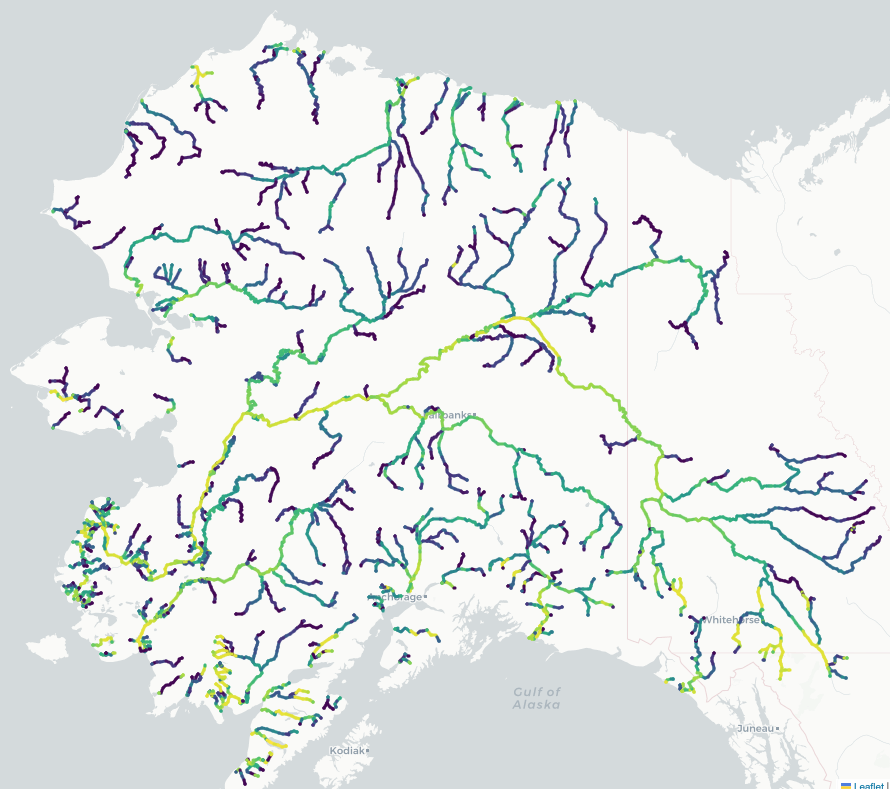 Fairbanks
Anchorage
Whitehorse
Gulf of
Alaska
Juneau
Kodiak
Leaflet |